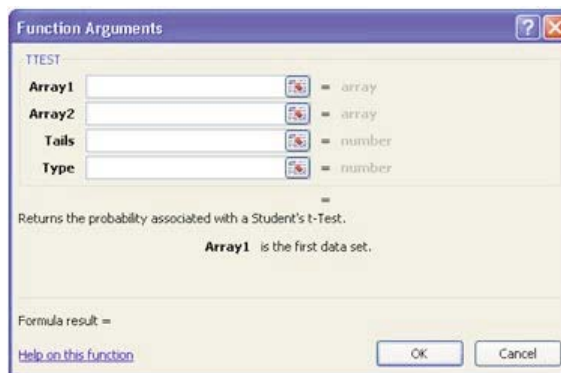 Function Arguments
TTEST
Array1 = array
Array2 = array
Tails = number
Type = number
=
Returns the probability associated with a Student's t-Test.
Array1 is the first data set.
Formula result =
Help on this function OK Cancel